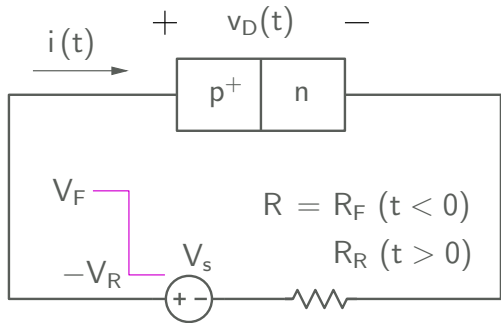 + v_D(t) −
i(t)
p⁺ n
V_F
R = R_F (t < 0)
−V_R V_s R_R (t > 0)
+ −